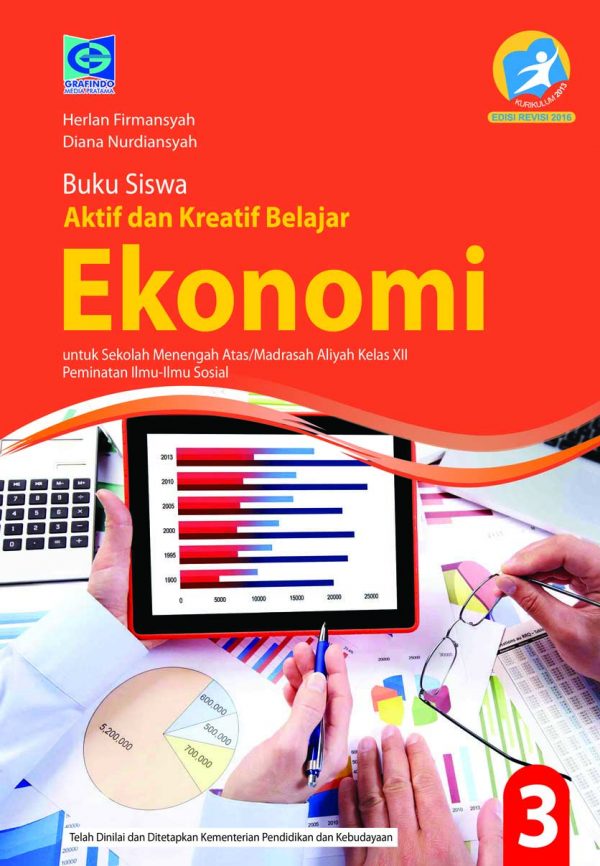 GRAFINDO
MEDIA PRATAMA
KURIKULUM 2013
EDISI REVISI 2016
Herlan Firmansyah
Diana Nurdiansyah
Buku Siswa
Aktif dan Kreatif Belajar
Ekonomi
untuk Sekolah Menengah Atas/Madrasah Aliyah Kelas XII
Peminatan Ilmu-Ilmu Sosial
2013
2010
2005
2000
1995
1900
0 5000 10000 15000 20000 25000
600.000
5,200.000
500.000
700.000
3
Telah Dinilai dan Ditetapkan Kementerian Pendidikan dan Kebudayaan